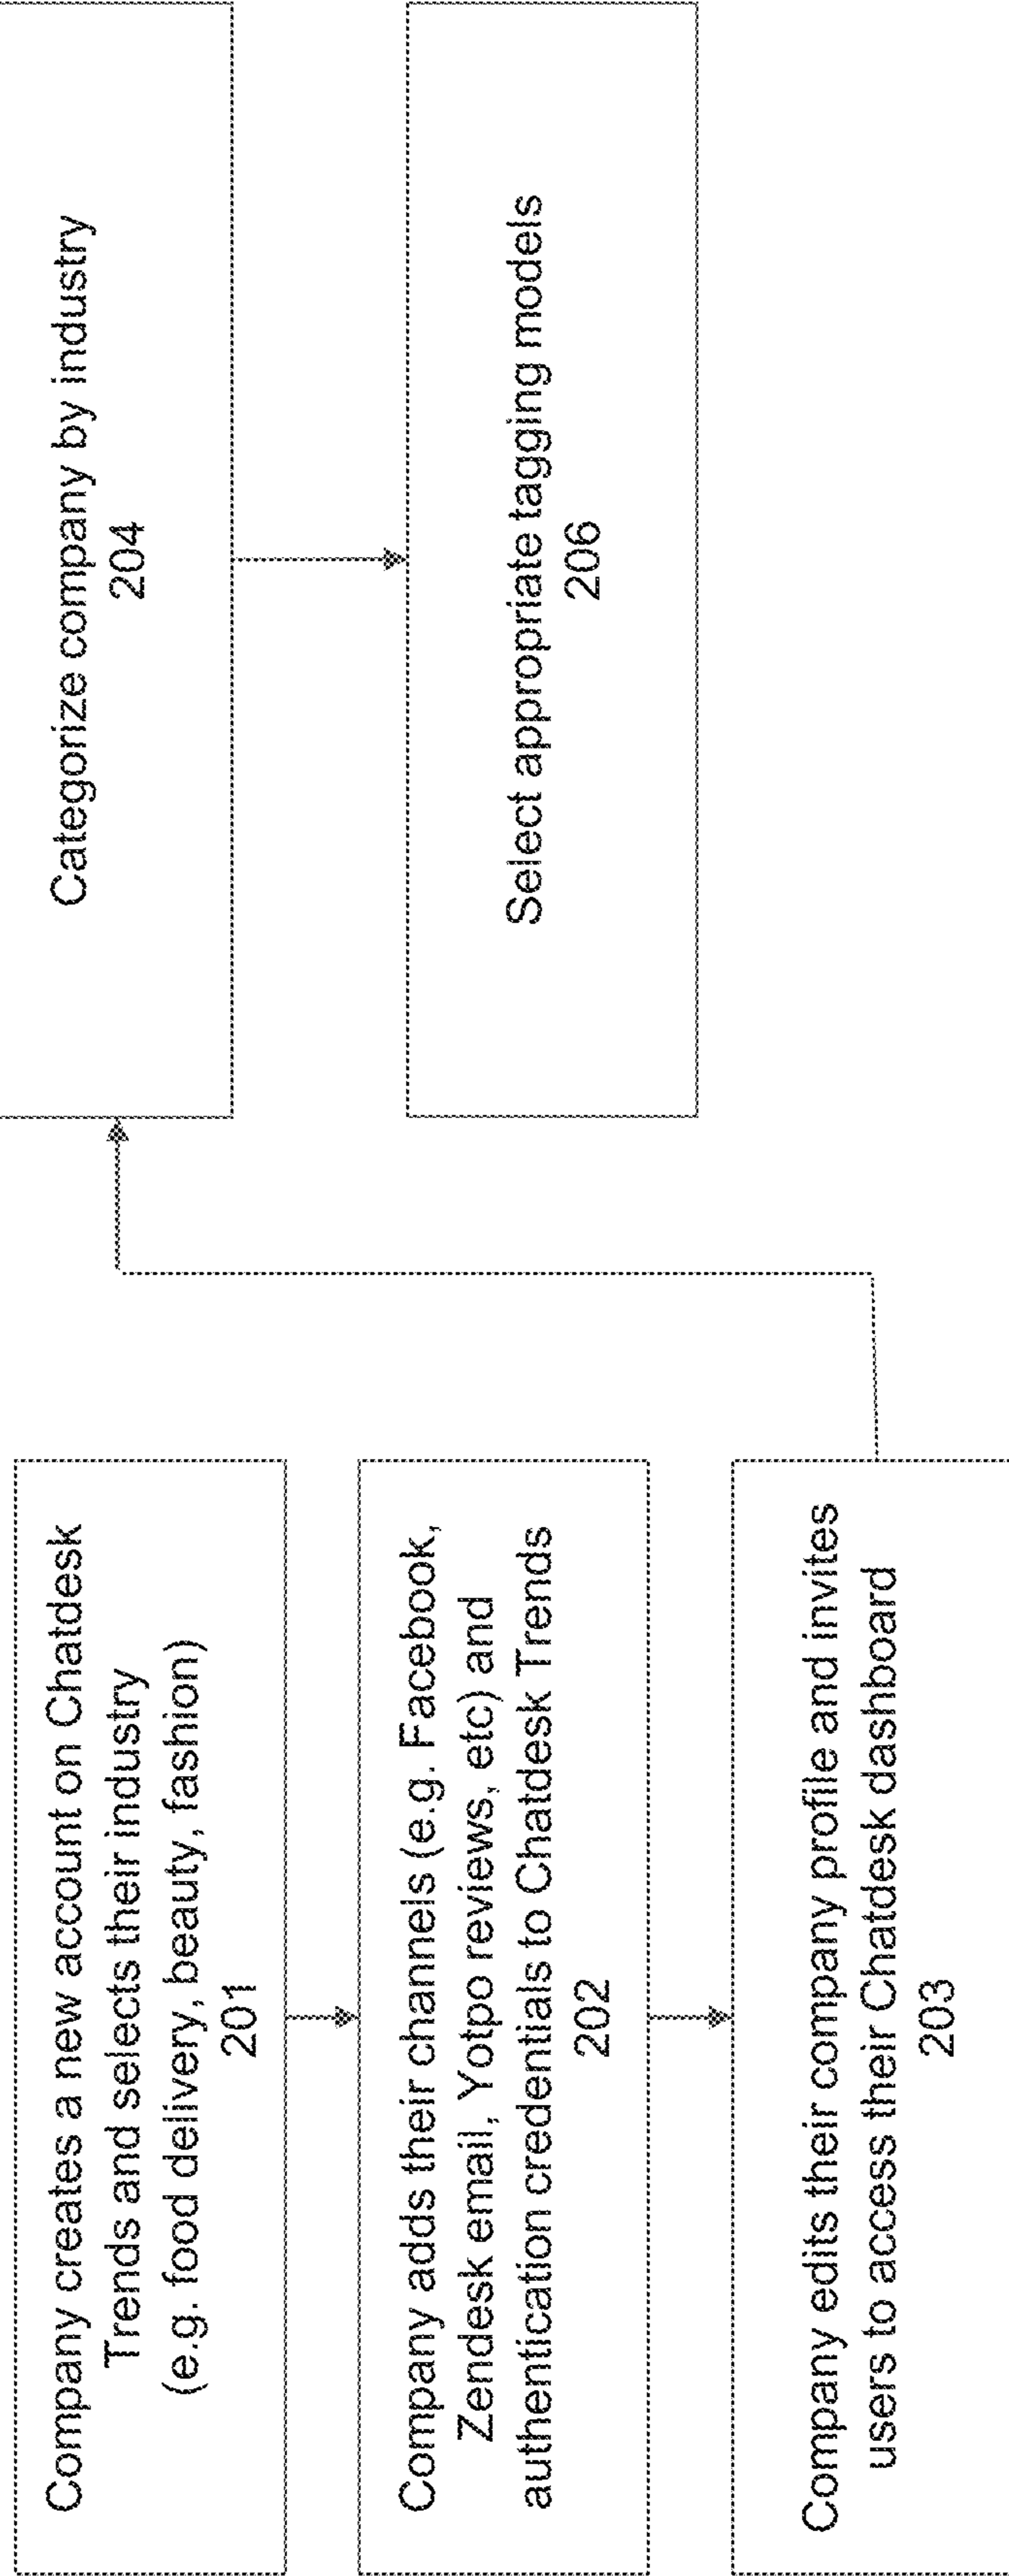 Company creates a new account on Chatdesk
Trends and selects their industry
(e.g. food delivery, beauty, fashion)
201
Company adds their channels (e.g. Facebook,
Zendesk email, Yotpo reviews, etc) and
authentication credentials to Chatdesk Trends
202
Company edits their company profile and invites
users to access their Chatdesk dashboard
203
Categorize company by industry
204
Select appropriate tagging models
206